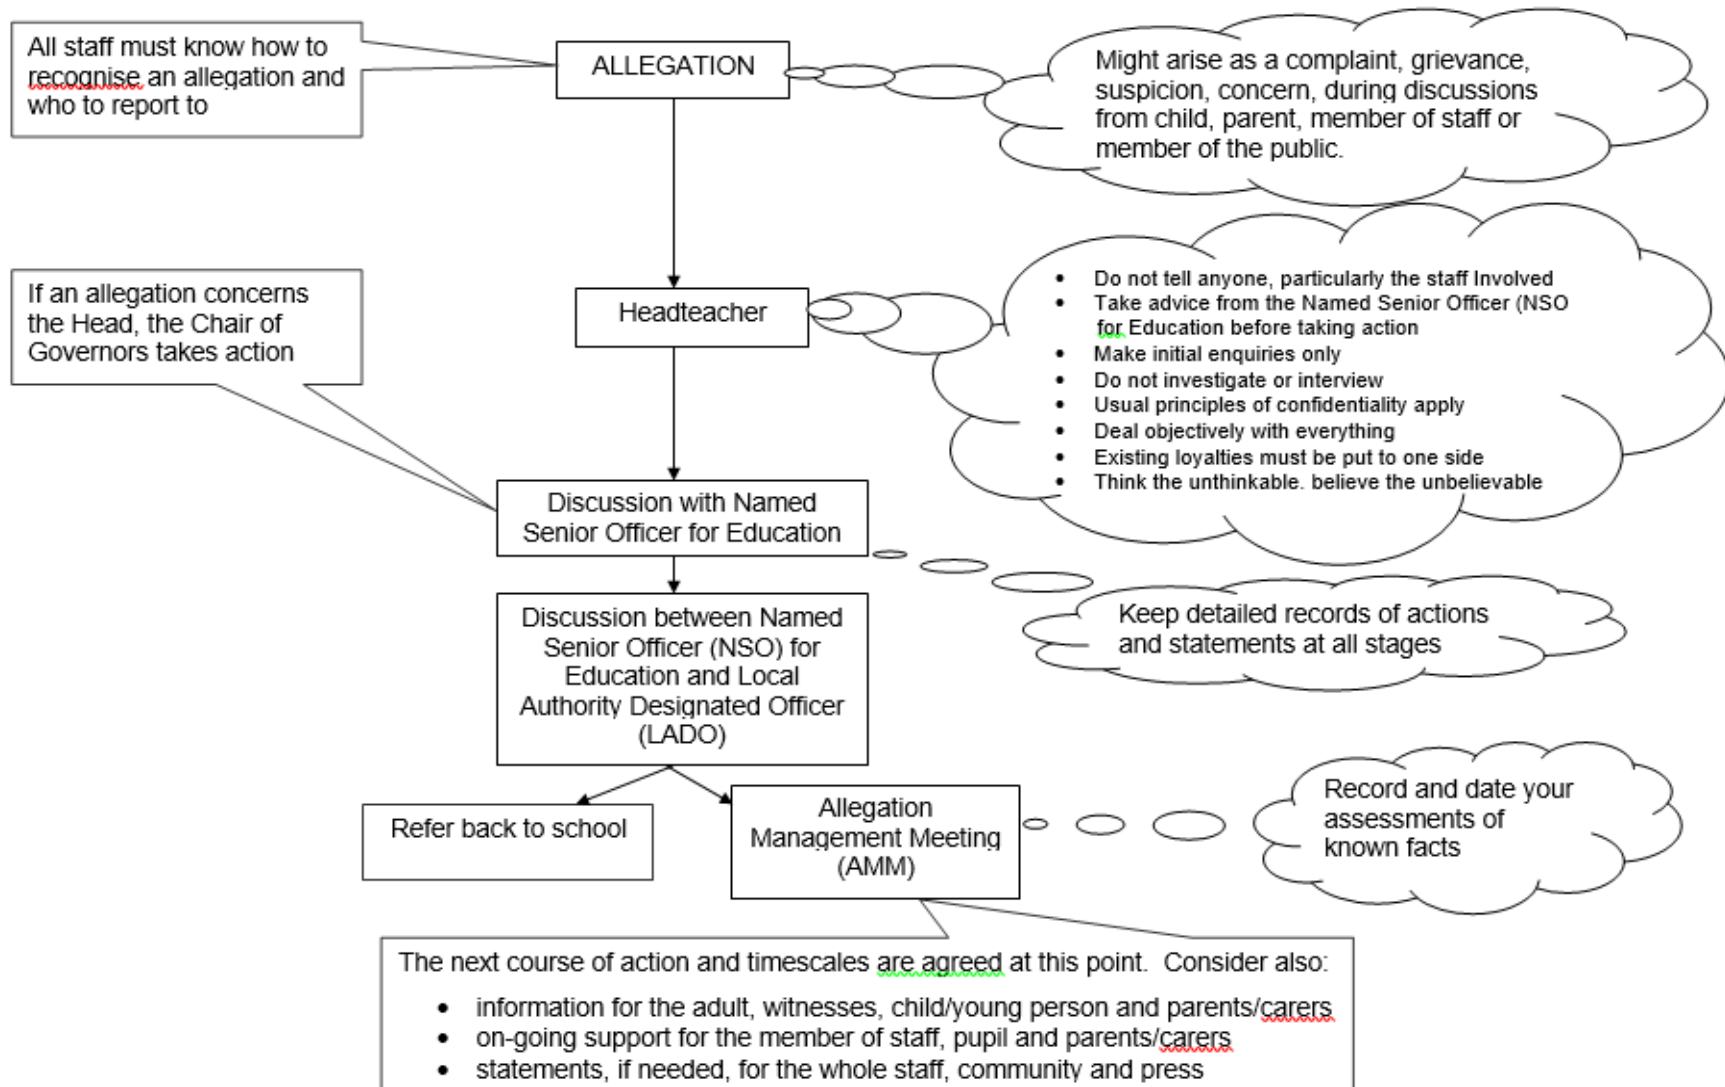 All staff must know how to
recognise an allegation and
who to report to
ALLEGATION
Might arise as a complaint, grievance,
suspicion, concern, during discussions
from child, parent, member of staff or
member of the public.
If an allegation concerns
the Head, the Chair of
Governors takes action
Headteacher
• Do not tell anyone, particularly the staff Involved
• Take advice from the Named Senior Officer (NSO
for Education before taking action
• Make initial enquiries only
• Do not investigate or interview
• Usual principles of confidentiality apply
• Deal objectively with everything
• Existing loyalties must be put to one side
• Think the unthinkable. believe the unbelievable
Discussion with Named
Senior Officer for Education
Keep detailed records of actions
and statements at all stages
Discussion between Named
Senior Officer (NSO) for
Education and Local
Authority Designated Officer
(LADO)
Refer back to school
Allegation
Management Meeting
(AMM)
Record and date your
assessments of
known facts
The next course of action and timescales are agreed at this point.  Consider also:
• information for the adult, witnesses, child/young person and parents/carers
• on-going support for the member of staff, pupil and parents/carers
• statements, if needed, for the whole staff, community and press